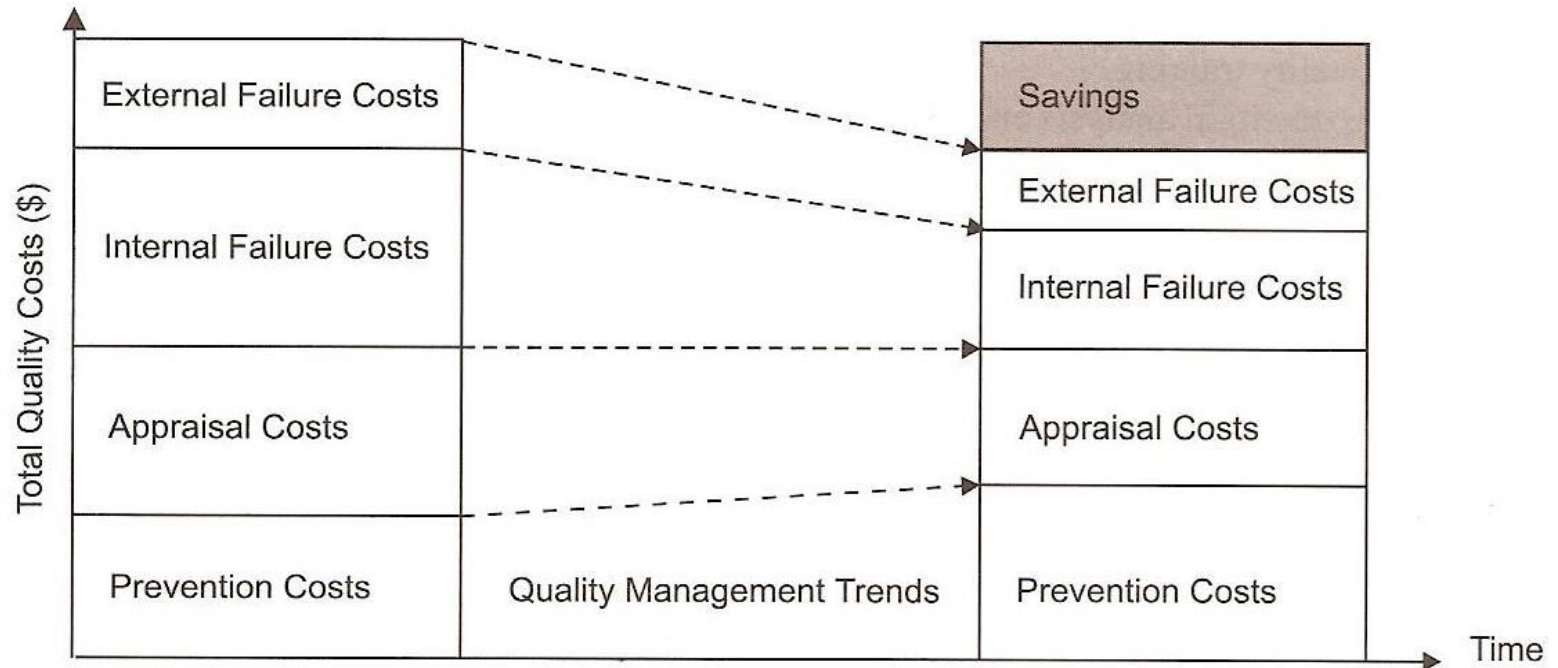 Total Quality Costs ($)
External Failure Costs
Internal Failure Costs
Appraisal Costs
Prevention Costs
Quality Management Trends
Savings
External Failure Costs
Internal Failure Costs
Appraisal Costs
Prevention Costs
Time